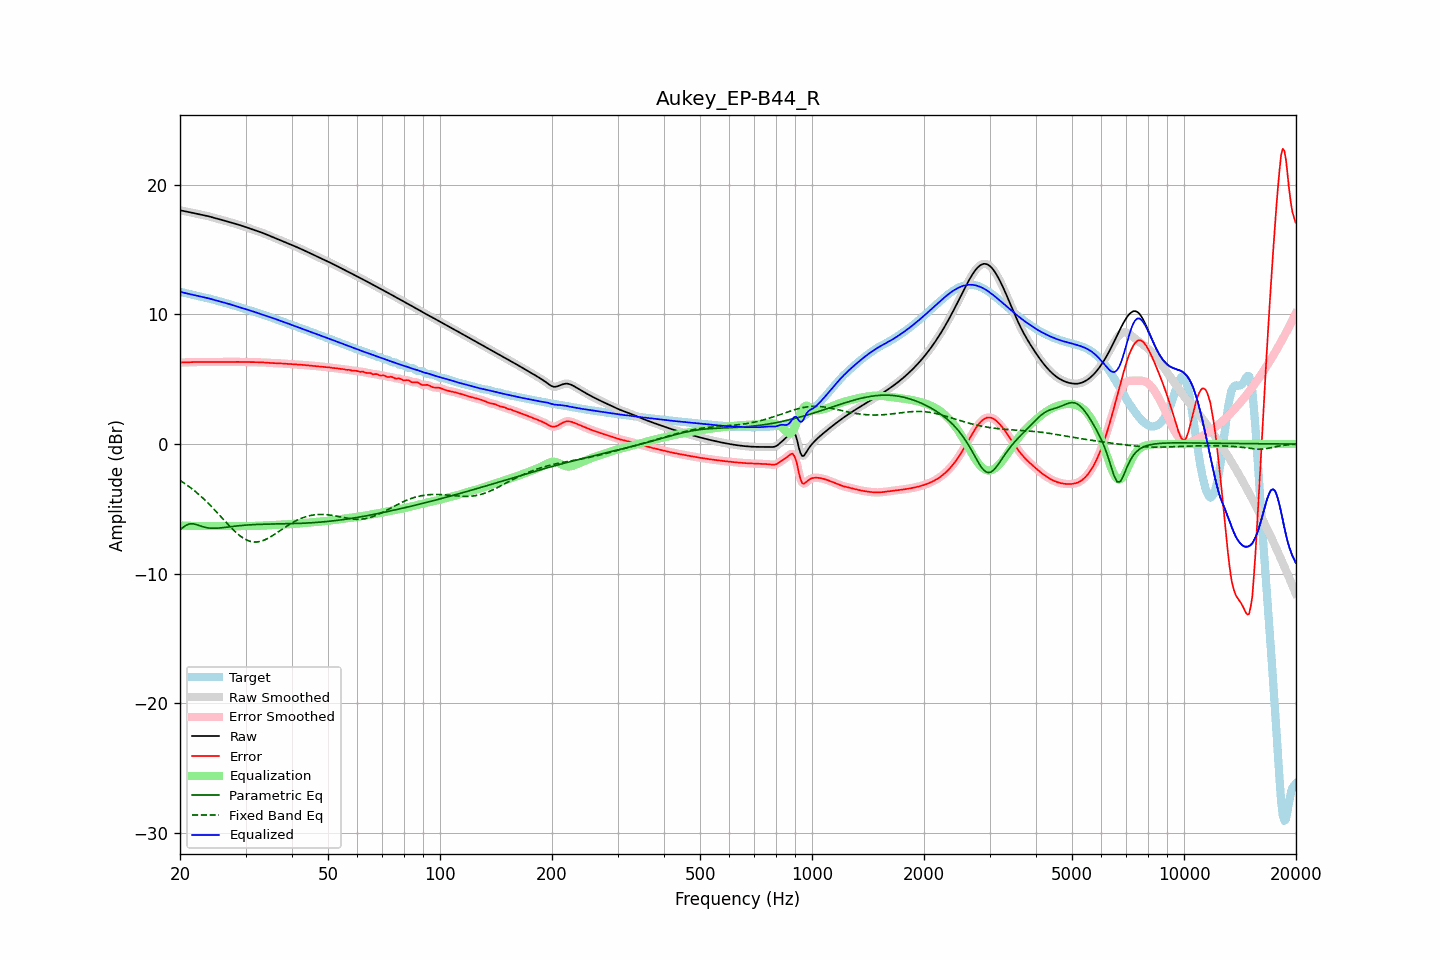 Aukey_EP-B44_R
Amplitude (dBr)
20
10
0
−10
−20
−30
Target
Raw Smoothed
Error Smoothed
Raw
Error
Equalization
Parametric Eq
Fixed Band Eq
Equalized
20 50 100 200 500 1000 2000 5000 10000 20000
Frequency (Hz)